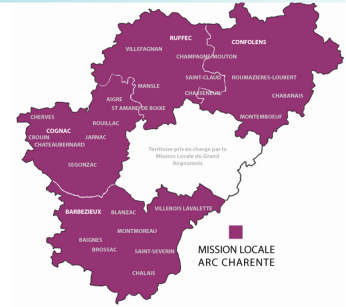 RUFFEC
CONFOLENS
VILLEFAGNAN
CHAMPAGNE-MOUTON
SAINT-CLAUD
ROUMAZIERES-LOUBERT
MANSLE
CHASSENEUIL
CHABANAIS
AIGRE
ST AMAND DE BOIXE
MONTEMBOEUF
CHERVES
ROUILLAC
COGNAC
CROUIN
JARNAC
CHATEAUBERNARD
Territoire pris en charge par la
Mission Locale du Grand
Angoumois
SEGONZAC
BARBEZIEUX
BLANZAC
VILLEBOIS LAVALETTE
MONTMOREAU
BAIGNES
BROSSAC
SAINT-SEVERIN
CHALAIS
MISSION LOCALE
ARC CHARENTE